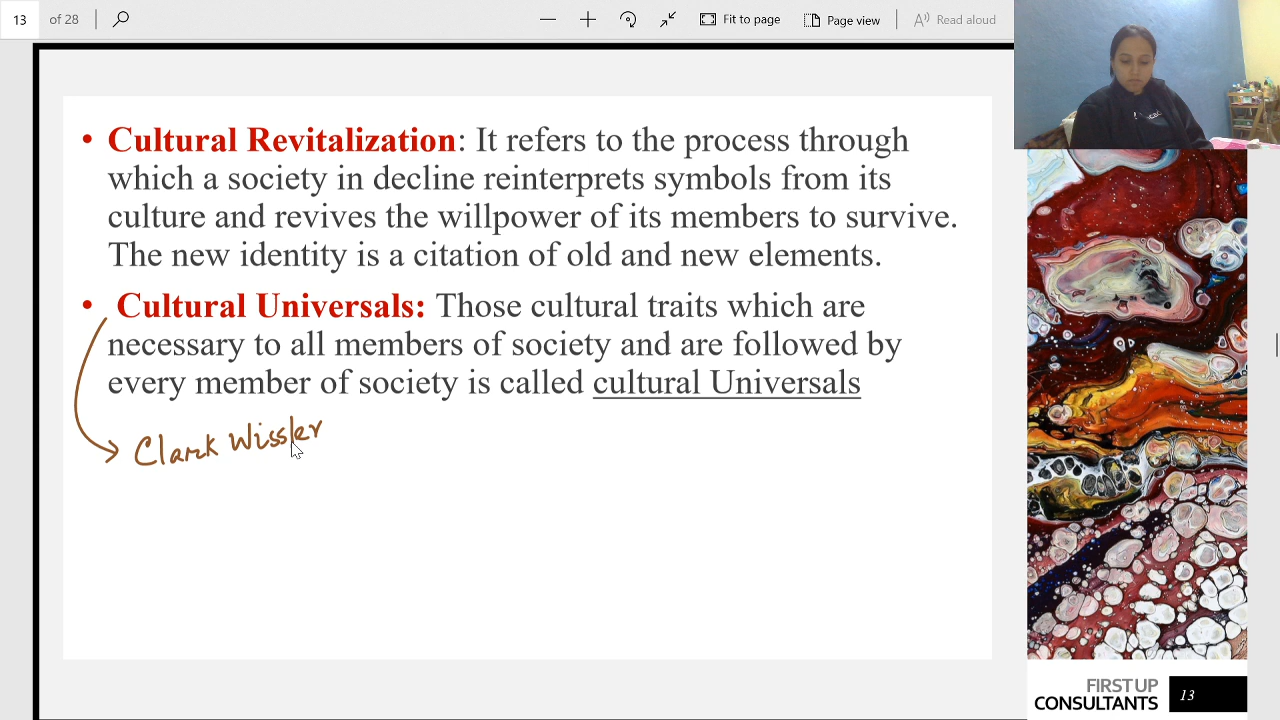 13 of 28 Fit to page Page view Read aloud
• Cultural Revitalization: It refers to the process through
which a society in decline reinterprets symbols from its
culture and revives the willpower of its members to survive.
The new identity is a citation of old and new elements.
• Cultural Universals: Those cultural traits which are
necessary to all members of society and are followed by
every member of society is called cultural Universals
Clark Wissler
FIRST UP
CONSULTANTS
13